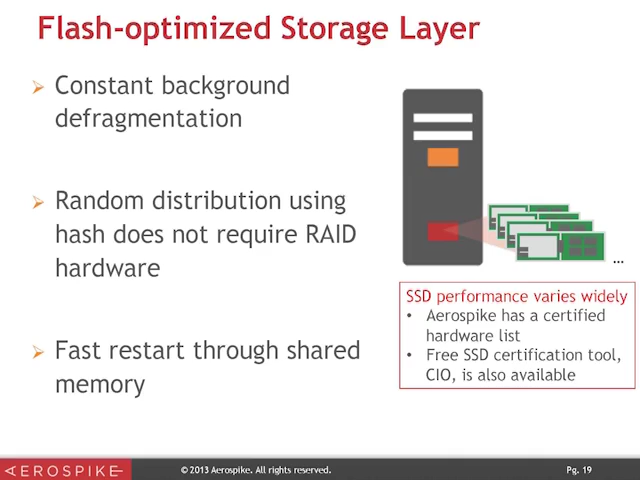 Flash-optimized Storage Layer
➢ Constant background
defragmentation
➢ Random distribution using
hash does not require RAID
hardware
➢ Fast restart through shared
memory
...
SSD performance varies widely
• Aerospike has a certified
hardware list
• Free SSD certification tool,
CIO, is also available
AEROSPIKE
© 2013 Aerospike. All rights reserved.
Pg. 19